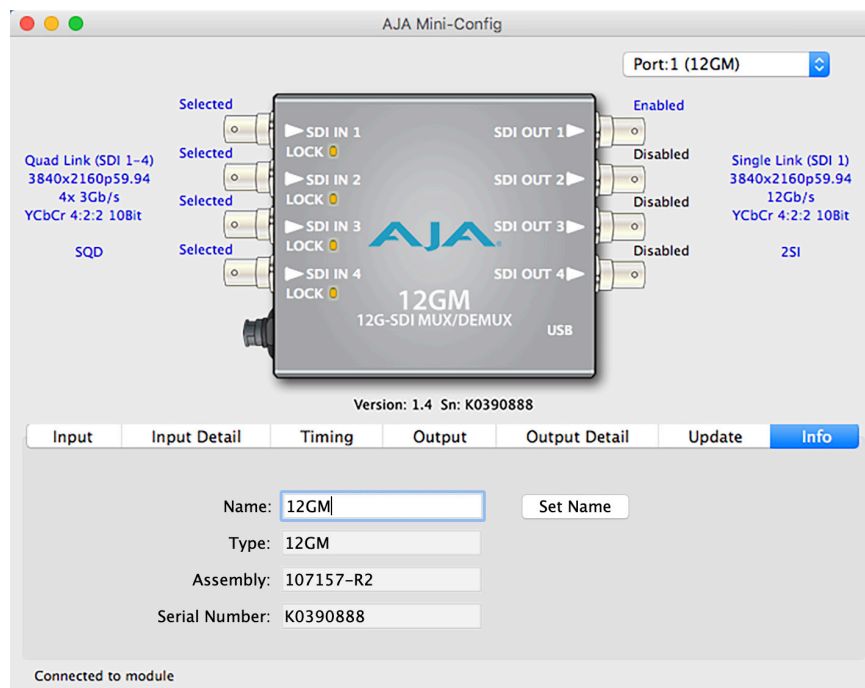 AJA Mini-Config
Port:1 (12GM)
Selected
Selected
Selected
Selected
Quad Link (SDI 1-4)
3840x2160p59.94
4x 3Gb/s
YCbCr 4:2:2 10Bit
SQD
SDI IN 1
LOCK
SDI IN 2
LOCK
SDI IN 3
LOCK
SDI IN 4
LOCK
AJA
12GM
12G-SDI MUX/DEMUX
SDI OUT 1
SDI OUT 2
SDI OUT 3
SDI OUT 4
USB
Enabled
Disabled
Disabled
Disabled
Single Link (SDI 1)
3840x2160p59.94
12Gb/s
YCbCr 4:2:2 10Bit
2SI
Version: 1.4 Sn: K0390888
Input Input Detail Timing Output Output Detail Update Info
Name: 12GM Set Name
Type: 12GM
Assembly: 107157-R2
Serial Number: K0390888
Connected to module